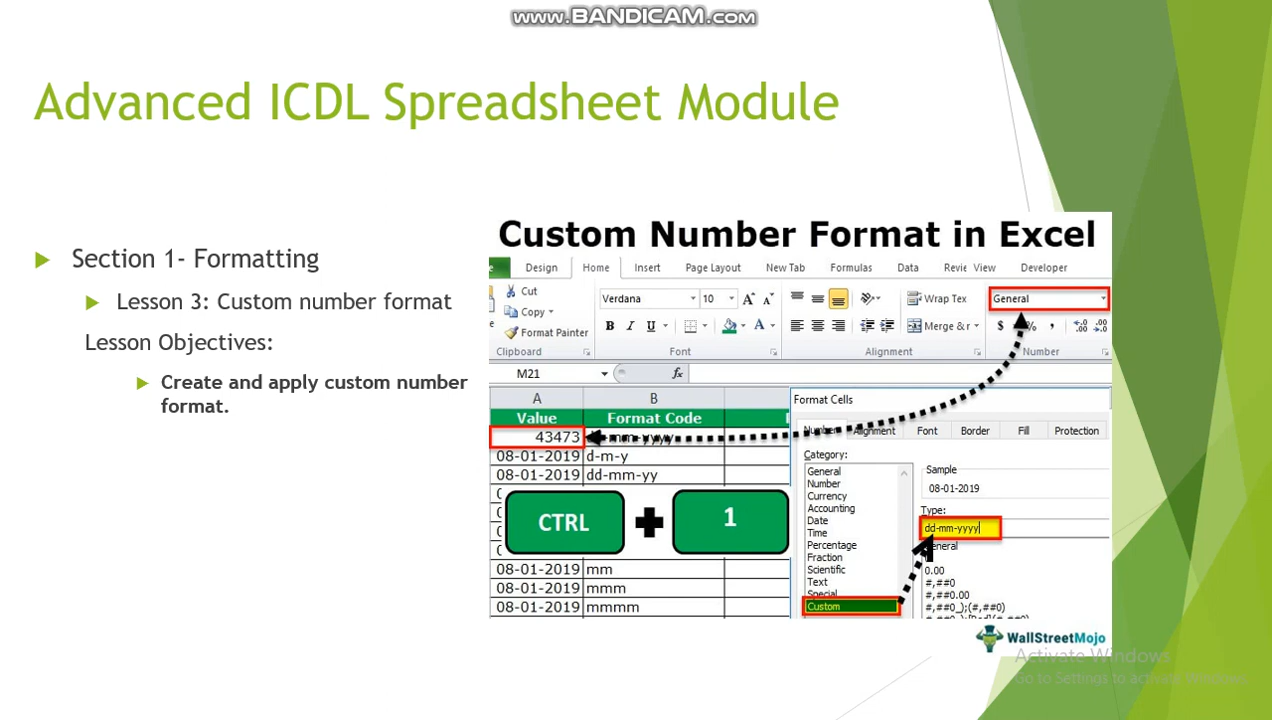 www.BANDICAM.com
Advanced ICDL Spreadsheet Module
Section 1- Formatting
Lesson 3: Custom number format
Lesson Objectives:
Create and apply custom number
format.
Custom Number Format in Excel
Design Home Insert Page Layout New Tab Formulas Data Revie View Developer
Cut
Copy
Format Painter
Verdana 10
B I U
Wrap Tex
Merge &
General
$ % ,
Clipboard Font Alignment Number
M21 fx
A B
Value Format Code
43473 dd-mm-yyyy
08-01-2019 d-m-y
08-01-2019 dd-mm-yy
CTRL + 1
08-01-2019 mm
08-01-2019 mmm
08-01-2019 mmmm
Format Cells
Number Alignment Font Border Fill Protection
Category:
General
Number
Currency
Accounting
Date
Time
Percentage
Fraction
Scientific
Text
Special
Custom
Sample
08-01-2019
Type:
dd-mm-yyyy
General
0.00
#,##0
#,##0.00
#,##0_);(#,##0)
WallStreetMojo
Activate Windows
Go to Settings to activate Windows.